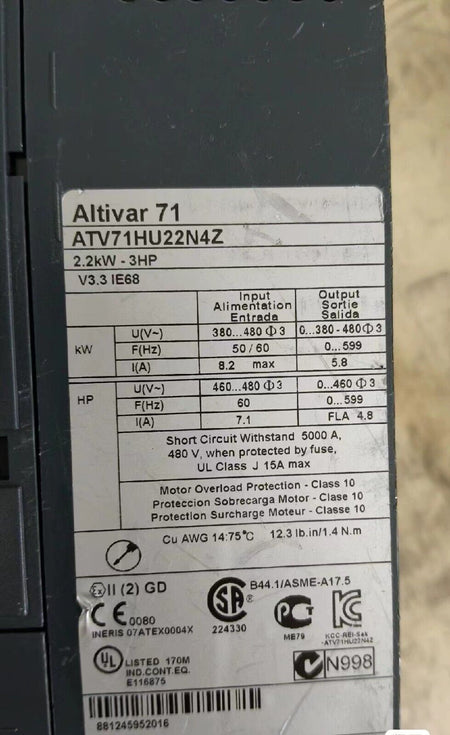 Altivar 71
ATV71HU22N4Z
2.2kW - 3HP
V3.3 IE68
Input Output
Alimentation Sortie
Entrada Salida
kW U(V~) 380...480 Φ 3 0...380 - 480Φ 3
F(Hz) 50 / 60 0...599
I(A) 8.2 max 5.8
HP U(V~) 460...480 Φ 3 0...460 Φ 3
F(Hz) 60 0...599
I(A) 7.1 FLA 4.8
Short Circuit Withstand 5000 A,
480 V, when protected by fuse,
UL Class J 15A max
Motor Overload Protection - Class 10
Proteccion Sobrecarga Motor - Clase 10
Protection Surcharge Moteur - Classe 10
Cu AWG 14:75°C 12.3 lb.in/1.4 N.m
Ex II (2) GD
CE 0080
INERIS 07ATEX0004X
SA ®
224330
B44.1/ASME-A17.5
ME79
KCC-REI-Sek
-ATV71HU22N4Z
UL LISTED 170M
IND.CONT.EQ.
E116875
N998
881245952016